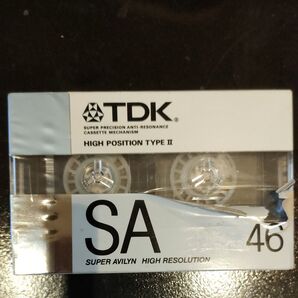 TDK
SUPER PRECISION ANTI-RESONANCE
CASSETTE MECHANISM
HIGH POSITION TYPE II
SA 46
SUPER AVILYN HIGH RESOLUTION